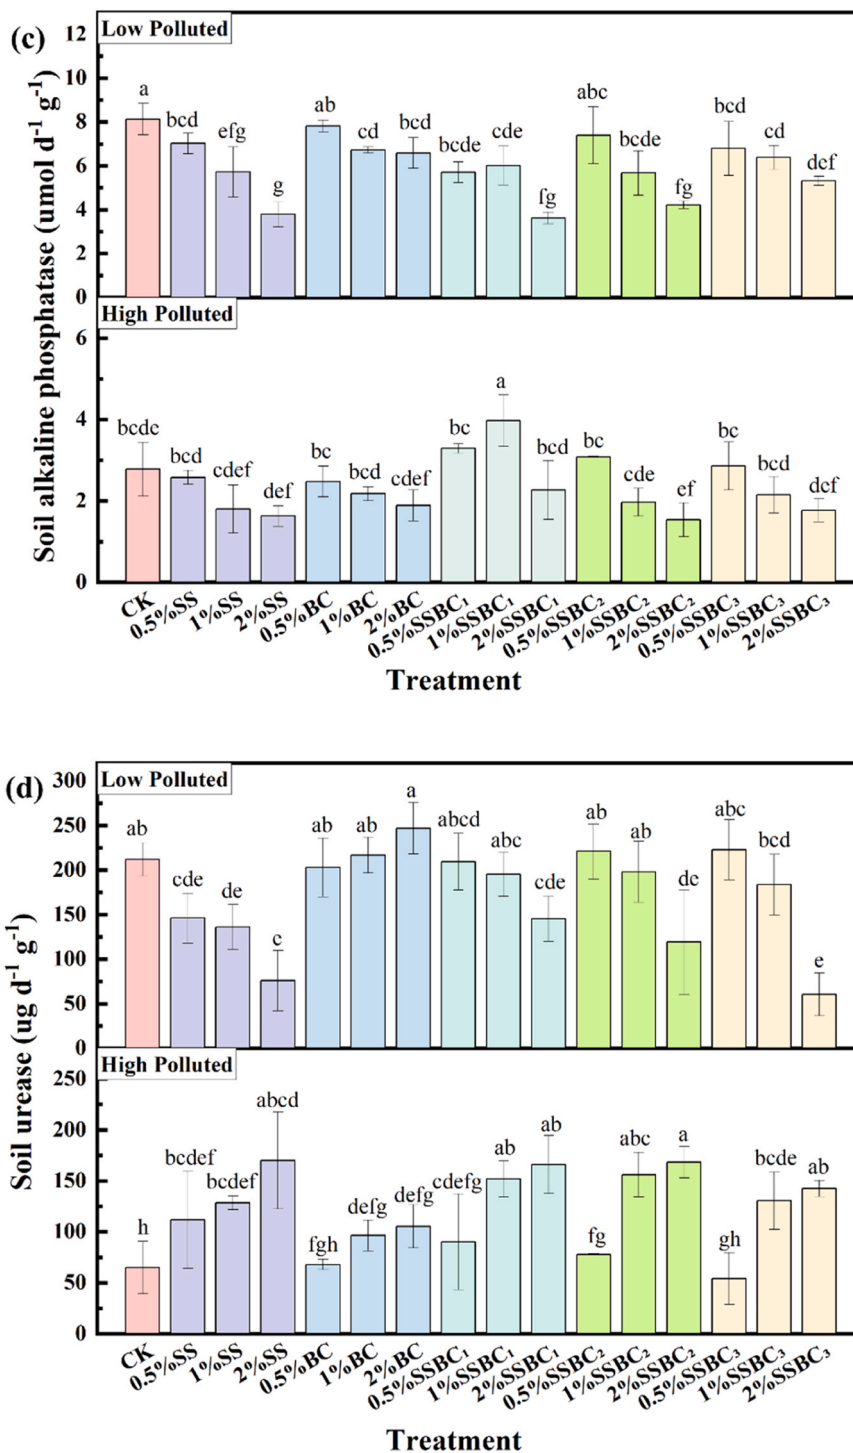 (c)
Low Polluted
Soil alkaline phosphatase (umol d⁻¹ g⁻¹)
12
10
8
6
4
2
0
a
bcd
efg
g
ab
cd
bcd
bcde
cde
fg
abc
bcde
fg
bcd
cd
def
High Polluted
6
4
2
0
bcde
bcd
cdef
def
bc
bcd
cdef
bc
a
bcd
bc
cde
ef
bc
bcd
def
CK
0.5%SS
1%SS
2%SS
0.5%BC
1%BC
2%BC
0.5%SSBC₁
1%SSBC₁
2%SSBC₁
0.5%SSBC₂
1%SSBC₂
2%SSBC₂
0.5%SSBC₃
1%SSBC₃
2%SSBC₃
Treatment
(d)
Low Polluted
Soil urease (ug d⁻¹ g⁻¹)
300
250
200
150
100
50
0
ab
cde
de
e
ab
ab
a
abcd
abc
cde
ab
ab
de
abc
bcd
e
High Polluted
250
200
150
100
50
0
h
bcdef
bcdef
abcd
fgh
defg
defg
cdefg
ab
ab
fg
abc
a
gh
bcde
ab
CK
0.5%SS
1%SS
2%SS
0.5%BC
1%BC
2%BC
0.5%SSBC₁
1%SSBC₁
2%SSBC₁
0.5%SSBC₂
1%SSBC₂
2%SSBC₂
0.5%SSBC₃
1%SSBC₃
2%SSBC₃
Treatment